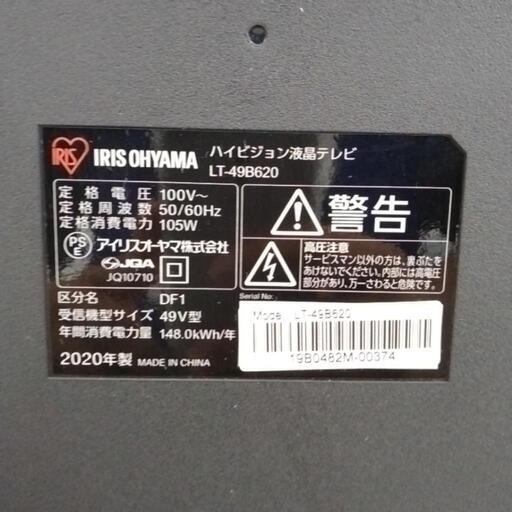 IRIS IRIS OHYAMA ハイビジョン液晶テレビ
LT-49B620
定格電圧 100V~
定格周波数 50/60Hz
定格消費電力 105W
PS E アイリスオーヤマ株式会社
JQA
JQ10710
区分名 DF1
受信機型サイズ 49V型
年間消費電力量 148.0kWh/年
2020年製 MADE IN CHINA
警告
高圧注意
サービスマン以外の方は、裏ぶたを
あけないでください。内部には高電圧
部分があり、万一さわると危険です。
Serial No:
Model LT-49B620
19B0482M-00374